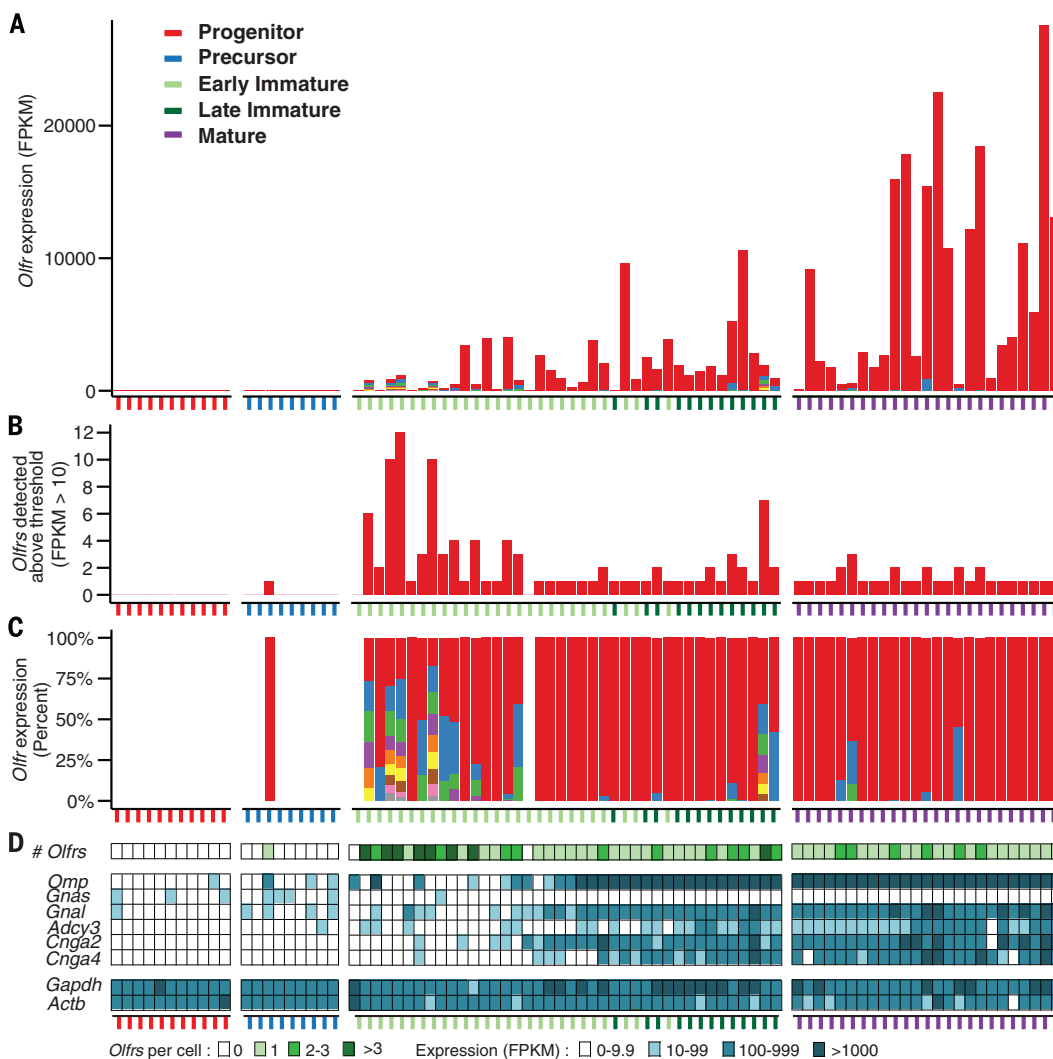 A
Progenitor
Precursor
Early Immature
Late Immature
Mature
Olfr expression (FPKM)
20000
10000
0
B
Olfrs detected
above threshold
(FPKM > 10)
12
10
8
6
4
2
0
C
Olfr expression
(Percent)
100%
75%
50%
25%
0%
D
# Olfrs
Omp
Gnas
Gnal
Adcy3
Cnga2
Cnga4
Gapdh
Actb
Olfrs per cell : 0 1 2-3 >3 Expression (FPKM) : 0-9.9 10-99 100-999 >1000